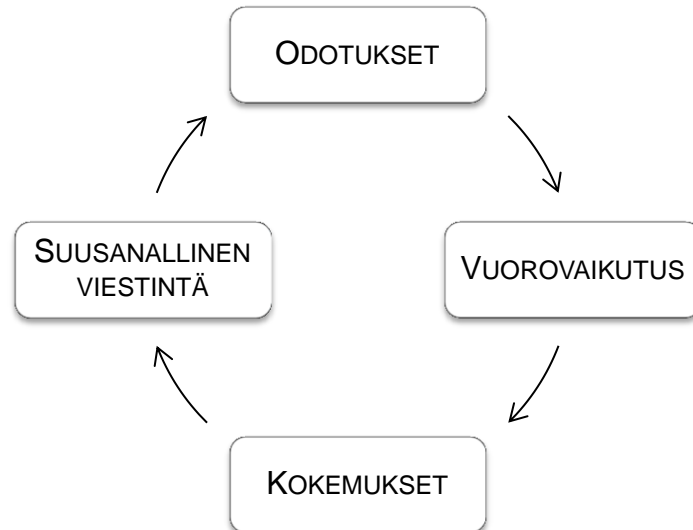 ODOTUKSET
VUOROVAIKUTUS
KOKEMUKSET
SUUSANALLINEN
VIESTINTÄ